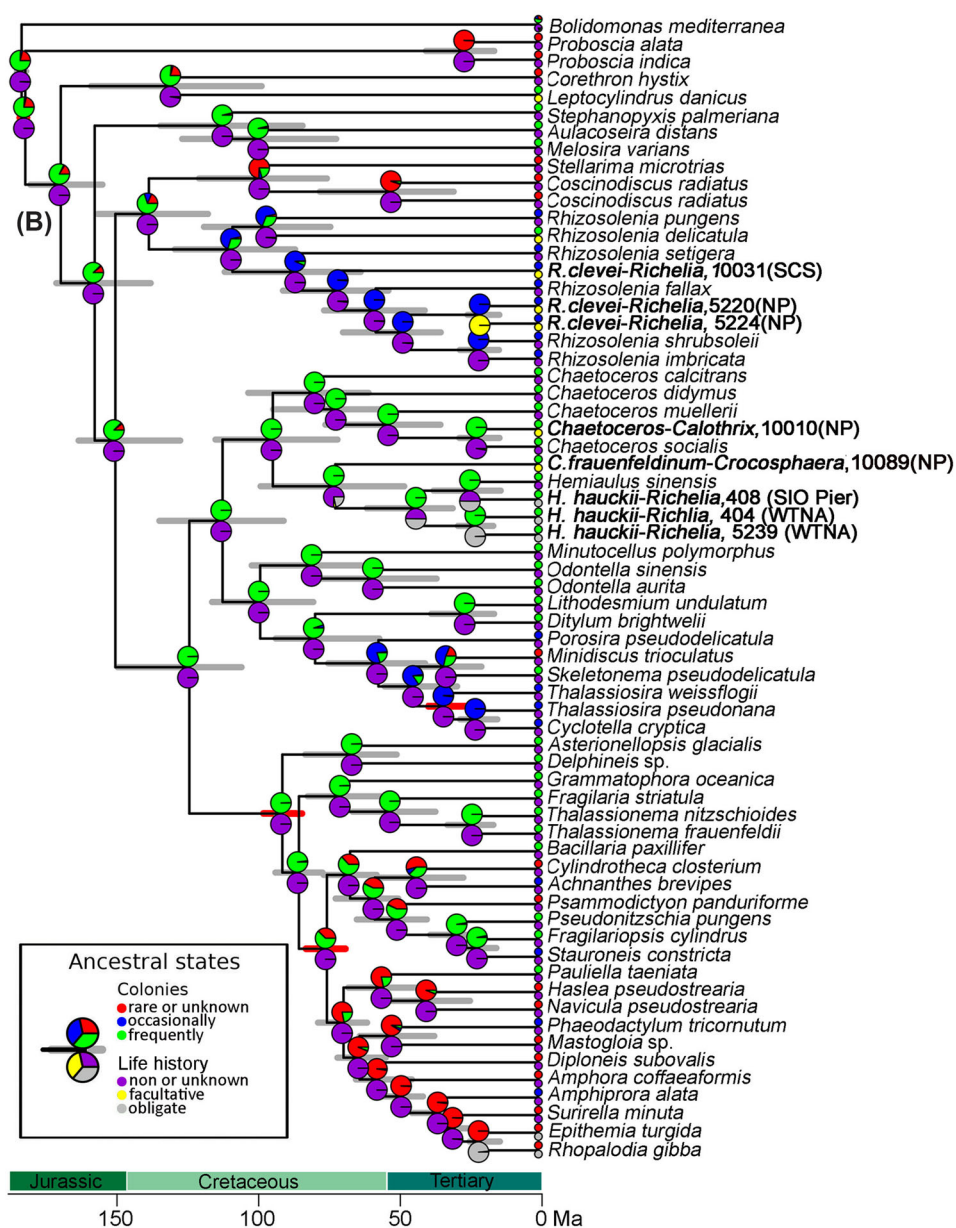 Bolidomonas mediterranea
Proboscia alata
Proboscia indica
Corethron hystix
Leptocylindrus danicus
Stephanopyxis palmeriana
Aulacoseira distans
Melosira varians
Stellarima microtrias
Coscinodiscus radiatus
Coscinodiscus radiatus
(B)
Rhizosolenia pungens
Rhizosolenia delicatula
Rhizosolenia setigera
R.clevei-Richelia, 10031(SCS)
Rhizosolenia fallax
R.clevei-Richelia,5220(NP)
R.clevei-Richelia, 5224(NP)
Rhizosolenia shrubsoleii
Rhizosolenia imbricata
Chaetoceros calcitrans
Chaetoceros didymus
Chaetoceros muellerii
Chaetoceros-Calothrix,10010(NP)
Chaetoceros socialis
C.frauenfeldinum-Crocosphaera,10089(NP)
Hemiaulus sinensis
H. hauckii-Richelia,408 (SIO Pier)
H. hauckii-Richlia, 404 (WTNA)
H. hauckii-Richelia, 5239 (WTNA)
Minutocellus polymorphus
Odontella sinensis
Odontella aurita
Lithodesmium undulatum
Ditylum brightwelii
Porosira pseudodelicatula
Minidiscus trioculatus
Skeletonema pseudodelicatula
Thalassiosira weissflogii
Thalassiosira pseudonana
Cyclotella cryptica
Asterionellopsis glacialis
Delphineis sp.
Grammatophora oceanica
Fragilaria striatula
Thalassionema nitzschioides
Thalassionema frauenfeldii
Bacillaria paxillifer
Cylindrotheca closterium
Achnanthes brevipes
Psammodictyon panduriforme
Pseudonitzschia pungens
Fragilariopsis cylindrus
Stauroneis constricta
Pauliella taeniata
Haslea pseudostrearia
Navicula pseudostrearia
Phaeodactylum tricornutum
Mastogloia sp.
Diploneis subovalis
Amphora coffaeaformis
Amphiprora alata
Surirella minuta
Epithemia turgida
Rhopalodia gibba
Ancestral states
Colonies
rare or unknown
occasionally
frequently
Life history
non or unknown
facultative
obligate
Jurassic Cretaceous Tertiary
150 100 50 0 Ma